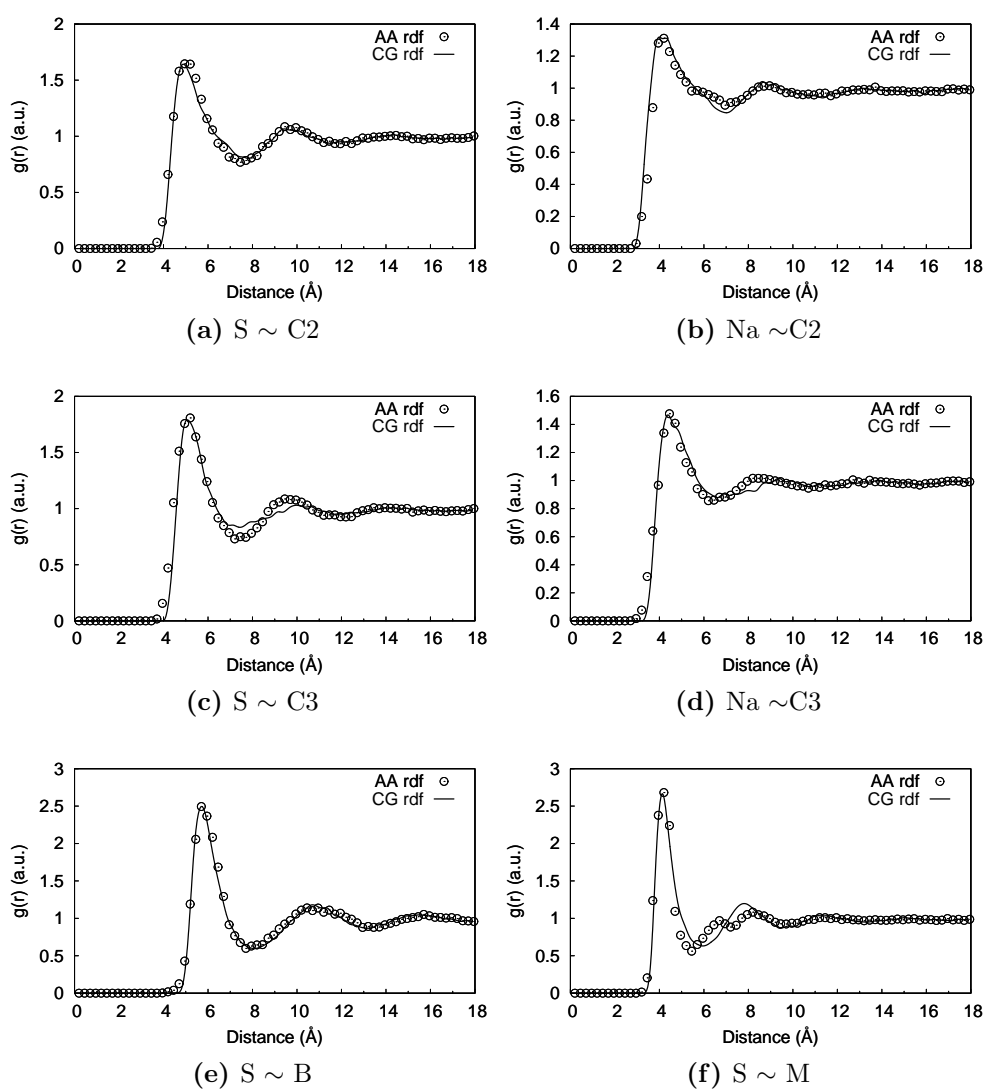 2
1.5
1
0.5
0
g(r) (a.u.)
AA rdf
CG rdf
0 2 4 6 8 10 12 14 16 18
Distance (Å)
(a) S ∼ C2
1.4
1.2
1
0.8
0.6
0.4
0.2
0
g(r) (a.u.)
AA rdf
CG rdf
0 2 4 6 8 10 12 14 16 18
Distance (Å)
(b) Na ∼C2
2
1.5
1
0.5
0
g(r) (a.u.)
AA rdf
CG rdf
0 2 4 6 8 10 12 14 16 18
Distance (Å)
(c) S ∼ C3
1.6
1.4
1.2
1
0.8
0.6
0.4
0.2
0
g(r) (a.u.)
AA rdf
CG rdf
0 2 4 6 8 10 12 14 16 18
Distance (Å)
(d) Na ∼C3
3
2.5
2
1.5
1
0.5
0
g(r) (a.u.)
AA rdf
CG rdf
0 2 4 6 8 10 12 14 16 18
Distance (Å)
(e) S ∼ B
3
2.5
2
1.5
1
0.5
0
g(r) (a.u.)
AA rdf
CG rdf
0 2 4 6 8 10 12 14 16 18
Distance (Å)
(f) S ∼ M